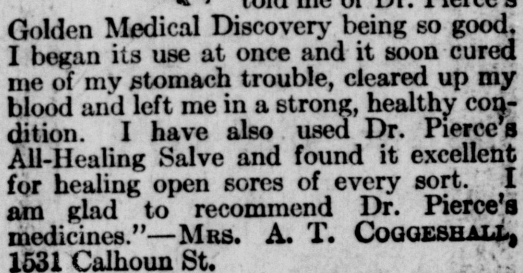 told me of Dr. Pierce's
Golden Medical Discovery being so good.
I began its use at once and it soon cured
me of my stomach trouble, cleared up my
blood and left me in a strong, healthy con-
dition. I have also used Dr. Pierce's
All-Healing Salve and found it excellent
for healing open sores of every sort. I
am glad to recommend Dr. Pierce's
medicines."—MRS. A. T. COGGESHALL,
1531 Calhoun St.